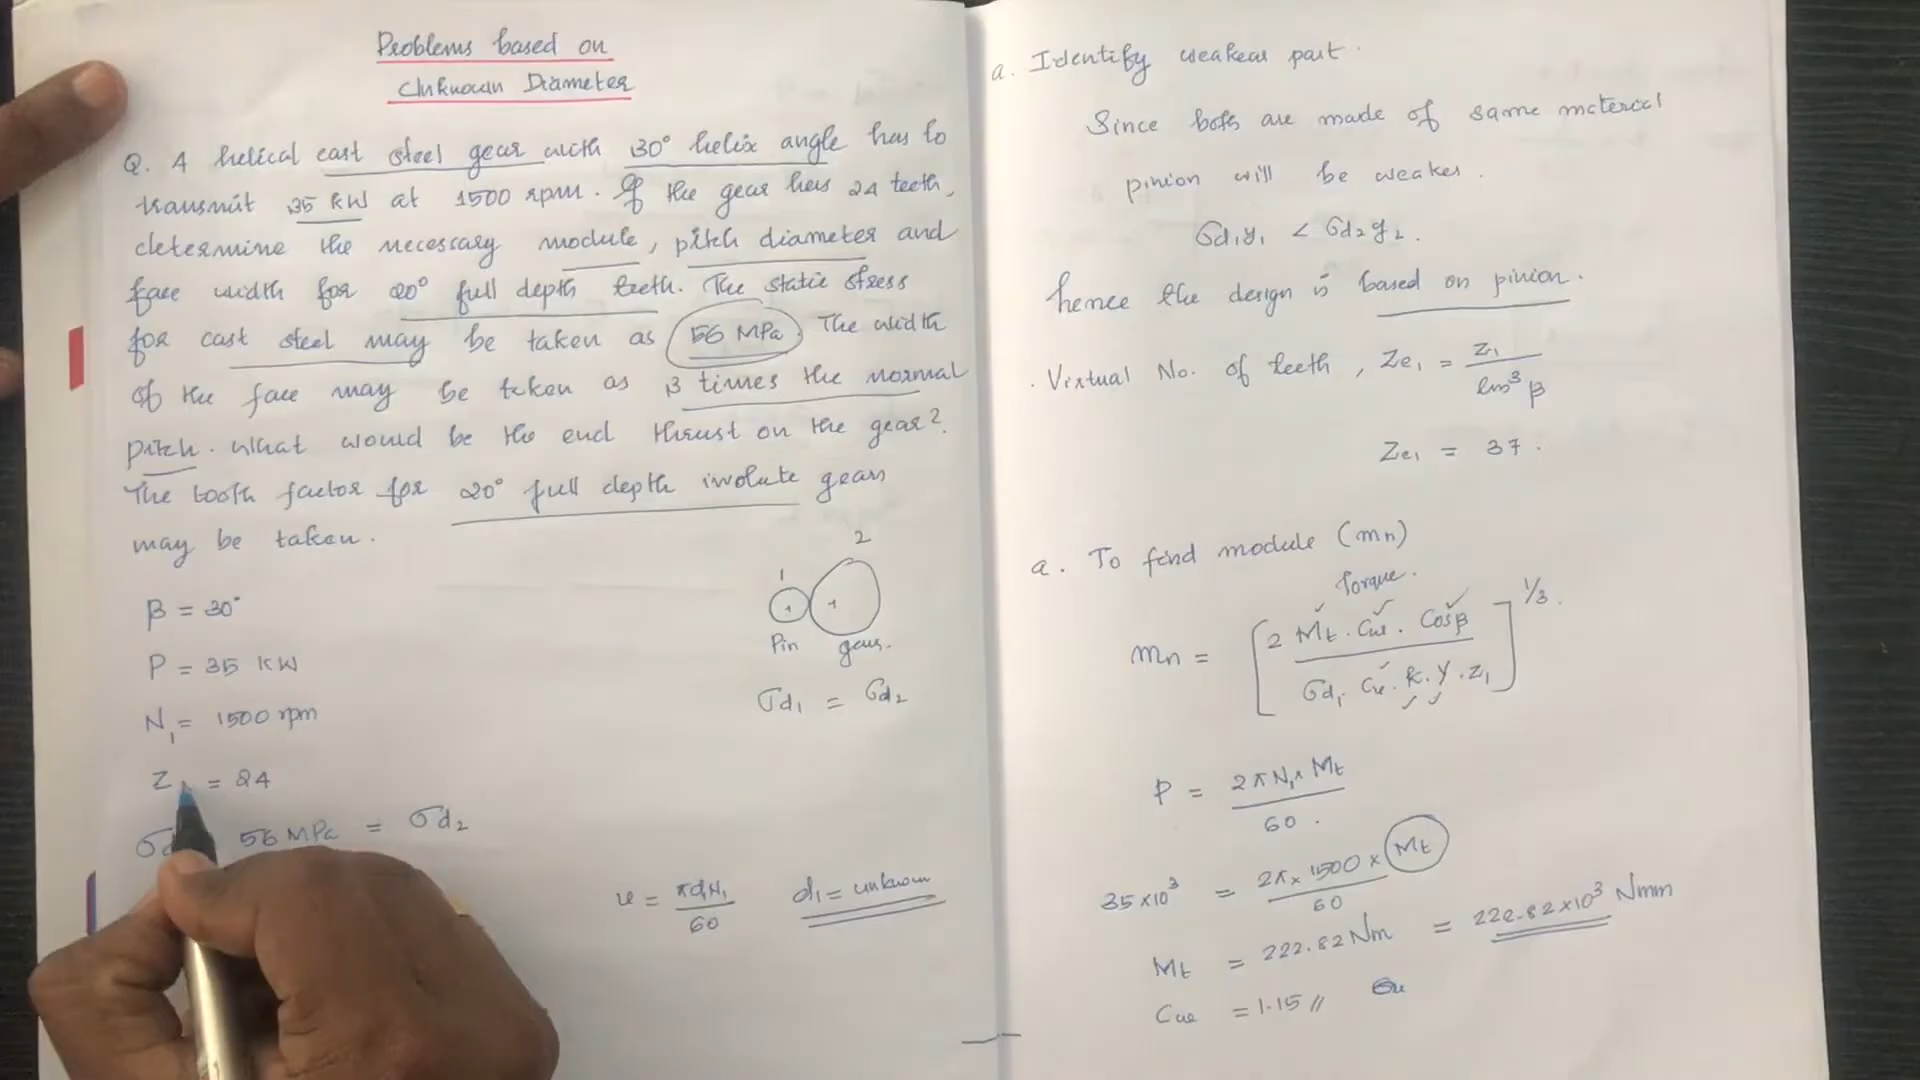 Problems based on
Unknown Diameter
Q. A helical cast steel gear with 30° helix angle has to
transmit 35 kW at 1500 rpm. If the gear has 24 teeth,
determine the necessary module, pitch diameter and
face width for 20° full depth teeth. The static stress
for cast steel may be taken as 56 MPa. The width
of the face may be taken as 3 times the normal
pitch. What would be the end thrust on the gear?
The tooth factor for 20° full depth involute gears
may be taken.
1 2
Pin gear.
σd₁ = σd₂
β = 30°
P = 35 KW
N₁ = 1500 rpm
Z = 24
56 MPa = σd₂
v = πd₁N₁/60 d₁ = unknown
a. Identify weaker part.
Since both are made of same material
pinion will be weaker.
σd₁y₁ < σd₂y₂.
hence the design is based on pinion.
. Virtual No. of teeth, Ze₁ = Z₁/cos³β
Ze₁ = 37.
a. To find module (mn)
Torque.
mn = [2 Mt. Cw. Cosβ / σd₁. Cv. K. Y. Z₁]^1/3.
P = 2πN₁×Mt/60.
35×10³ = 2π×1500×Mt/60
Mt = 222.82 Nm = 222.82×10³ Nmm
Cw = 1.15 //